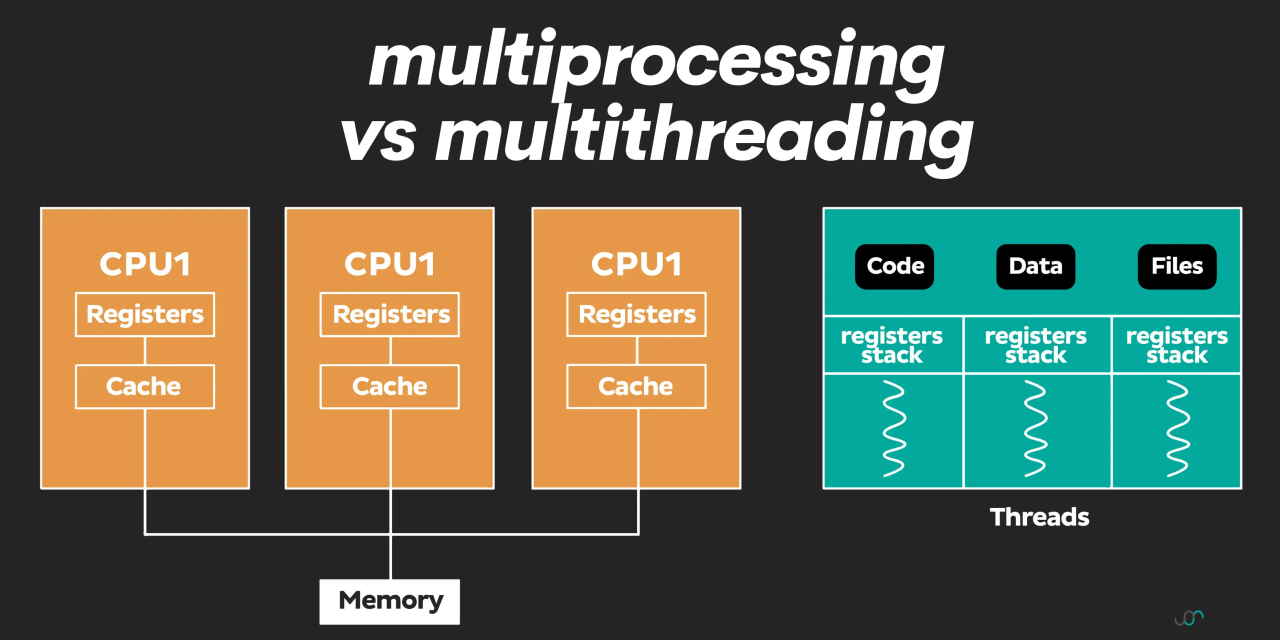 multiprocessing
vs multithreading
CPU1
Registers
Cache
CPU1
Registers
Cache
CPU1
Registers
Cache
Memory
Code
Data
Files
registers
stack
registers
stack
registers
stack
Threads